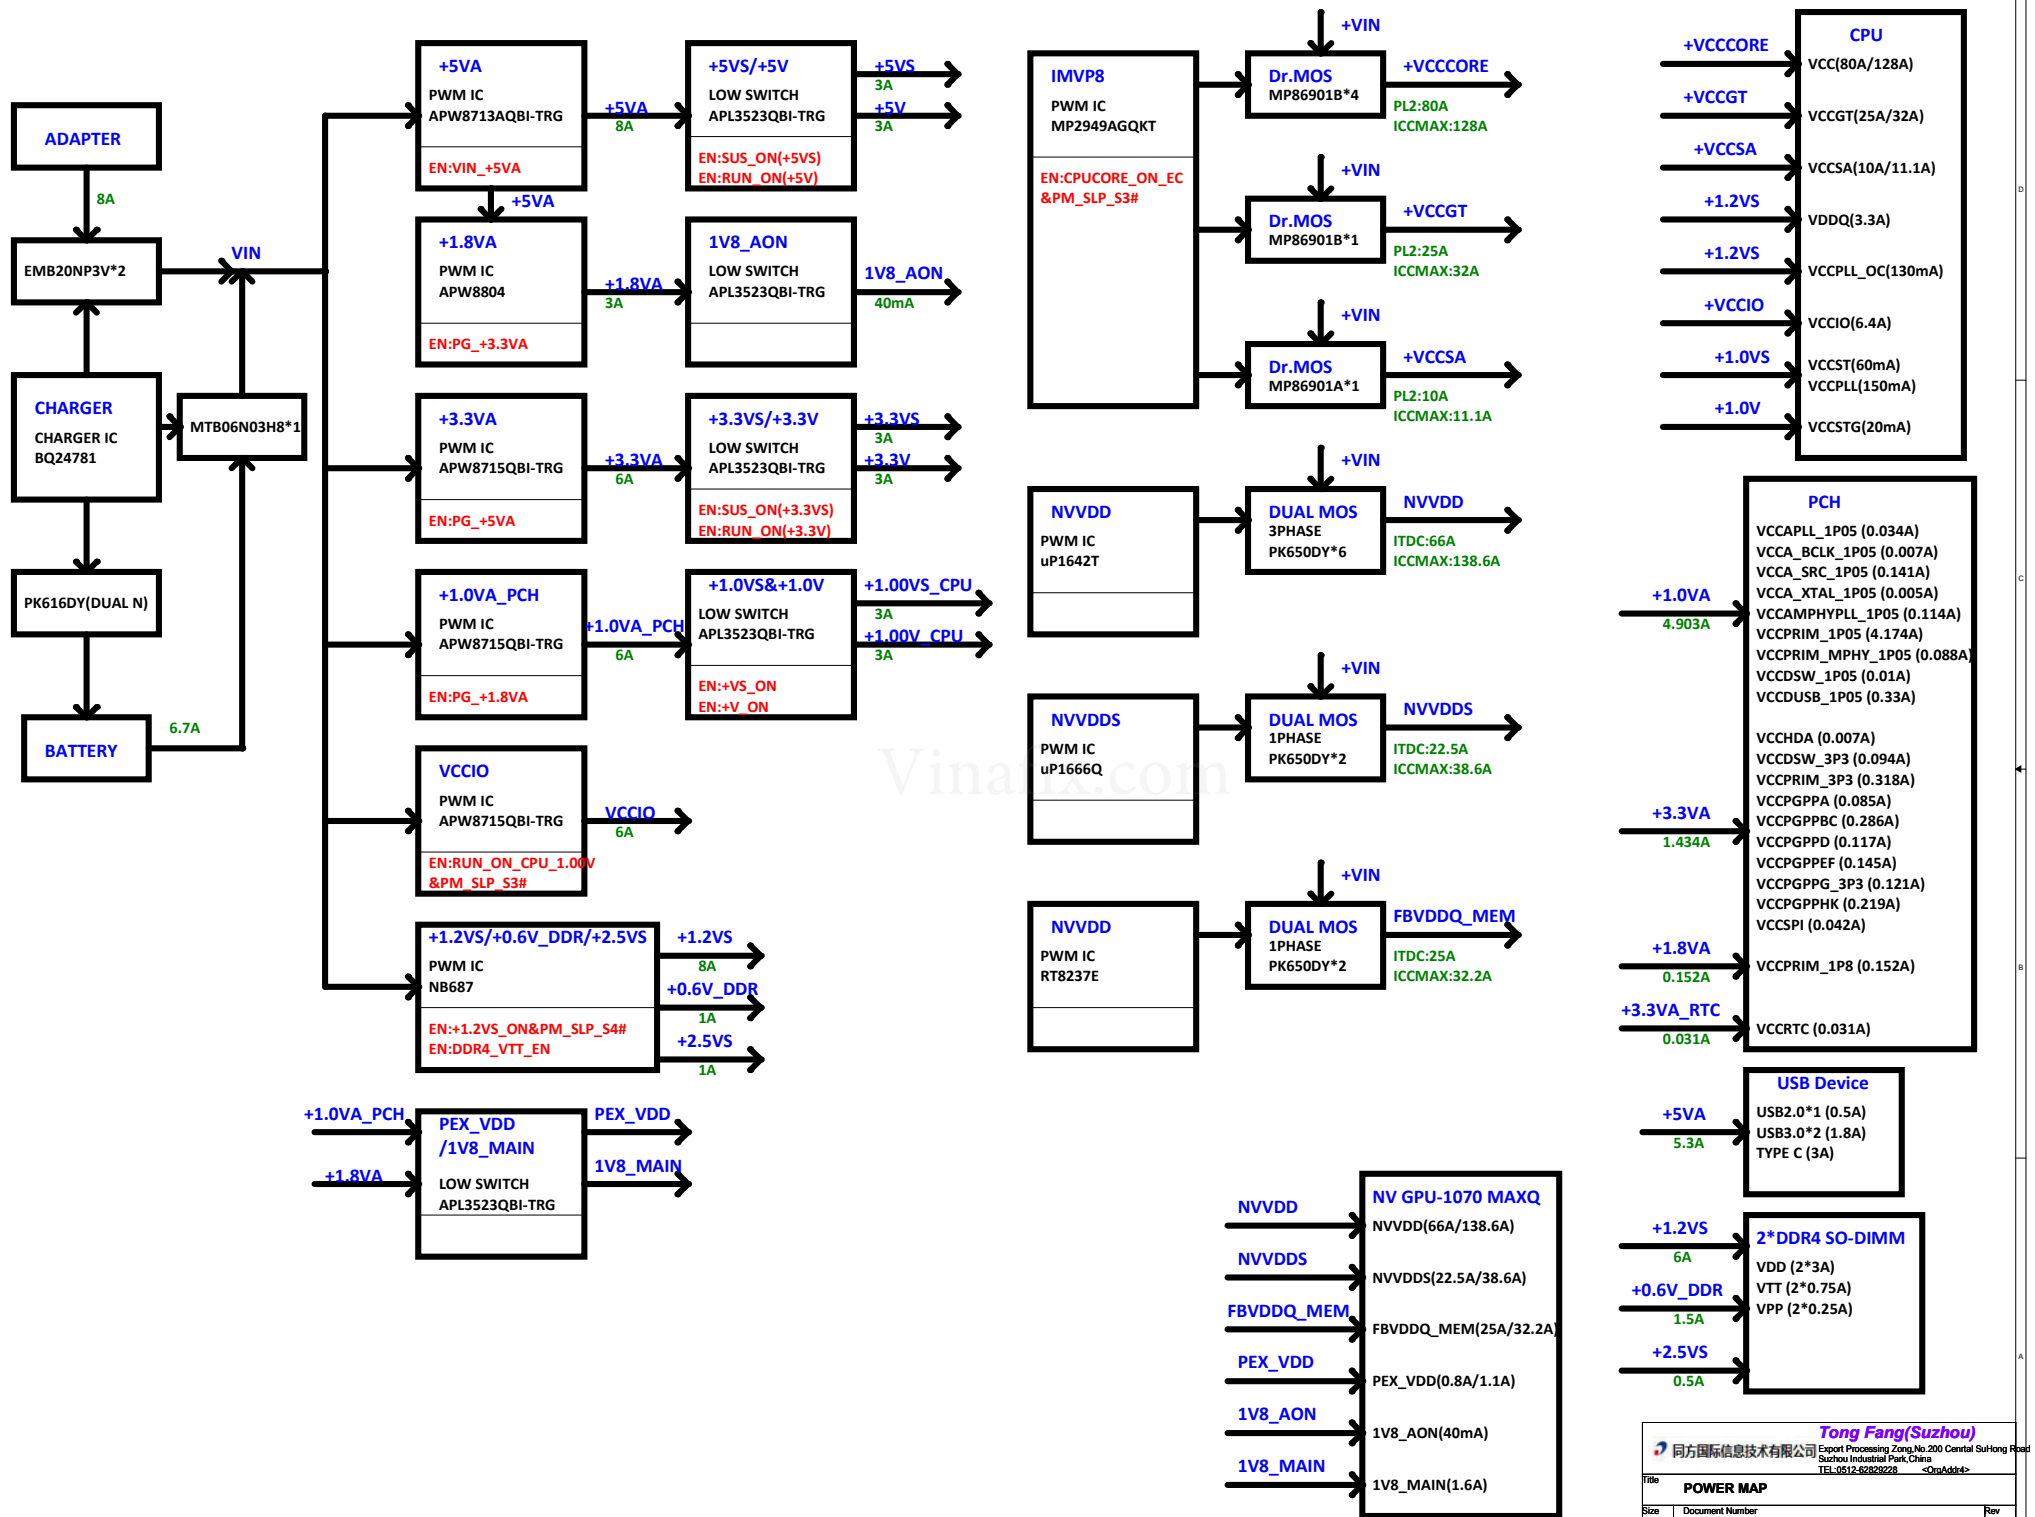 ADAPTER
8A
EMB20NP3V*2
VIN
CHARGER
CHARGER IC
BQ24781
MTB06N03H8*1
PK616DY(DUAL N)
BATTERY
6.7A
+5VA
PWM IC
APW8713AQBI-TRG
EN:VIN_+5VA
+5VA
8A
+5VS/+5V
LOW SWITCH
APL3523QBI-TRG
EN:SUS_ON(+5VS)
EN:RUN_ON(+5V)
+5VS
3A
+5V
3A
+5VA
+1.8VA
PWM IC
APW8804
EN:PG_+3.3VA
+1.8VA
3A
1V8_AON
LOW SWITCH
APL3523QBI-TRG
1V8_AON
40mA
+3.3VA
PWM IC
APW8715QBI-TRG
EN:PG_+5VA
+3.3VA
6A
+3.3VS/+3.3V
LOW SWITCH
APL3523QBI-TRG
EN:SUS_ON(+3.3VS)
EN:RUN_ON(+3.3V)
+3.3VS
3A
+3.3V
3A
+1.0VA_PCH
PWM IC
APW8715QBI-TRG
EN:PG_+1.8VA
+1.0VA_PCH
6A
+1.0VS&+1.0V
LOW SWITCH
APL3523QBI-TRG
EN:+VS_ON
EN:+V_ON
+1.00VS_CPU
3A
+1.00V_CPU
3A
VCCIO
PWM IC
APW8715QBI-TRG
EN:RUN_ON_CPU_1.00V
&PM_SLP_S3#
VCCIO
6A
+1.2VS/+0.6V_DDR/+2.5VS
PWM IC
NB687
EN:+1.2VS_ON&PM_SLP_S4#
EN:DDR4_VTT_EN
+1.2VS
8A
+0.6V_DDR
1A
+2.5VS
1A
+1.0VA_PCH
+1.8VA
PEX_VDD
/1V8_MAIN
LOW SWITCH
APL3523QBI-TRG
PEX_VDD
1V8_MAIN
IMVP8
PWM IC
MP2949AGQKT
EN:CPUCORE_ON_EC
&PM_SLP_S3#
+VIN
Dr.MOS
MP86901B*4
+VCCCORE
PL2:80A
ICCMAX:128A
+VIN
Dr.MOS
MP86901B*1
+VCCGT
PL2:25A
ICCMAX:32A
+VIN
Dr.MOS
MP86901A*1
+VCCSA
PL2:10A
ICCMAX:11.1A
NVVDD
PWM IC
uP1642T
+VIN
DUAL MOS
3PHASE
PK650DY*6
NVVDD
ITDC:66A
ICCMAX:138.6A
NVVDDS
PWM IC
uP1666Q
+VIN
DUAL MOS
1PHASE
PK650DY*2
NVVDDS
ITDC:22.5A
ICCMAX:38.6A
Vinafix.com
NVVDD
PWM IC
RT8237E
+VIN
DUAL MOS
1PHASE
PK650DY*2
FBVDDQ_MEM
ITDC:25A
ICCMAX:32.2A
NVVDD
NVVDDS
FBVDDQ_MEM
PEX_VDD
1V8_AON
1V8_MAIN
NV GPU-1070 MAXQ
NVVDD(66A/138.6A)
NVVDDS(22.5A/38.6A)
FBVDDQ_MEM(25A/32.2A)
PEX_VDD(0.8A/1.1A)
1V8_AON(40mA)
1V8_MAIN(1.6A)
+VCCCORE
+VCCGT
+VCCSA
+1.2VS
+1.2VS
+VCCIO
+1.0VS
+1.0V
CPU
VCC(80A/128A)
VCCGT(25A/32A)
VCCSA(10A/11.1A)
VDDQ(3.3A)
VCCPLL_OC(130mA)
VCCIO(6.4A)
VCCST(60mA)
VCCPLL(150mA)
VCCSTG(20mA)
+1.0VA
4.903A
+3.3VA
1.434A
+1.8VA
0.152A
+3.3VA_RTC
0.031A
PCH
VCCAPLL_1P05 (0.034A)
VCCA_BCLK_1P05 (0.007A)
VCCA_SRC_1P05 (0.141A)
VCCA_XTAL_1P05 (0.005A)
VCCAMPHYPLL_1P05 (0.114A)
VCCPRIM_1P05 (4.174A)
VCCPRIM_MPHY_1P05 (0.088A)
VCCDSW_1P05 (0.01A)
VCCDUSB_1P05 (0.33A)
VCCHDA (0.007A)
VCCDSW_3P3 (0.094A)
VCCPRIM_3P3 (0.318A)
VCCPGPPA (0.085A)
VCCPGPPBC (0.286A)
VCCPGPPD (0.117A)
VCCPGPPEF (0.145A)
VCCPGPPG_3P3 (0.121A)
VCCPGPPHK (0.219A)
VCCSPI (0.042A)
VCCPRIM_1P8 (0.152A)
VCCRTC (0.031A)
+5VA
5.3A
USB Device
USB2.0*1 (0.5A)
USB3.0*2 (1.8A)
TYPE C (3A)
+1.2VS
6A
+0.6V_DDR
1.5A
+2.5VS
0.5A
2*DDR4 SO-DIMM
VDD (2*3A)
VTT (2*0.75A)
VPP (2*0.25A)
D
C
B
A
同方国际信息技术有限公司
Tong Fang(Suzhou)
Export Processing Zong,No.200 Cenrtal SuHong Road
Suzhou Industrial Park,China
TEL:0512-62829228 <OrgAddr4>
Title
POWER MAP
Size
Document Number
Rev